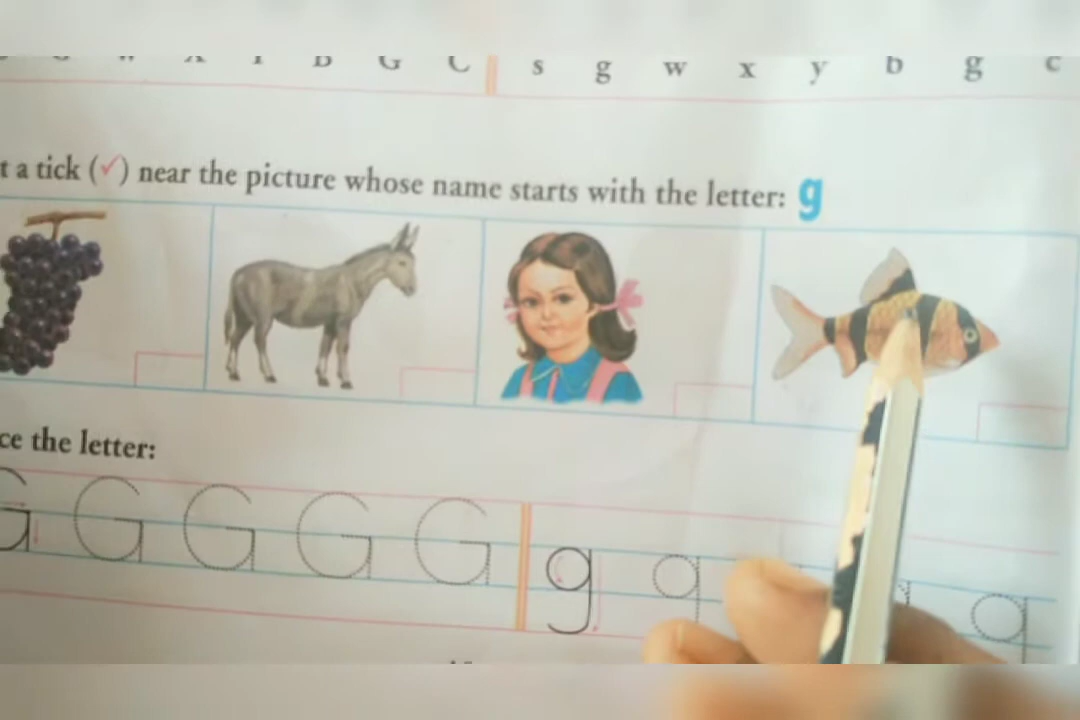 s g w x y b g c
t a tick (✓) near the picture whose name starts with the letter: g
ce the letter:
G G G G G g g g